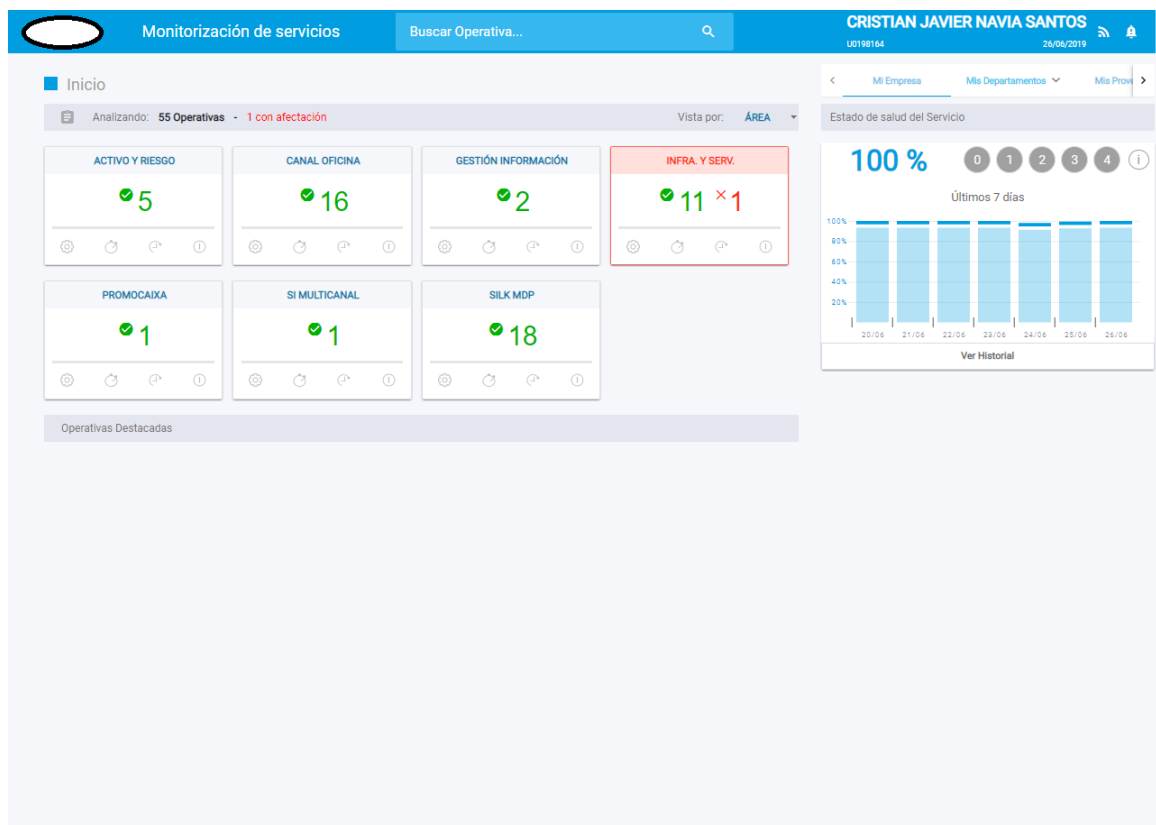 Monitorización de servicios
Buscar Operativa...
CRISTIAN JAVIER NAVIA SANTOS
U0198164 26/06/2019
Inicio
Mi Empresa Mis Departamentos Mis Prove
Analizando: 55 Operativas - 1 con afectación Vista por: ÁREA
Estado de salud del Servicio
ACTIVO Y RIESGO CANAL OFICINA GESTIÓN INFORMACIÓN INFRA. Y SERV.
5 16 2 11 1
100 % 0 1 2 3 4 i
Últimos 7 días
100%
80%
60%
40%
20%
20/06 21/06 22/06 23/06 24/06 25/06 26/06
Ver Historial
PROMOCAIXA SI MULTICANAL SILK MDP
1 1 18
Operativas Destacadas